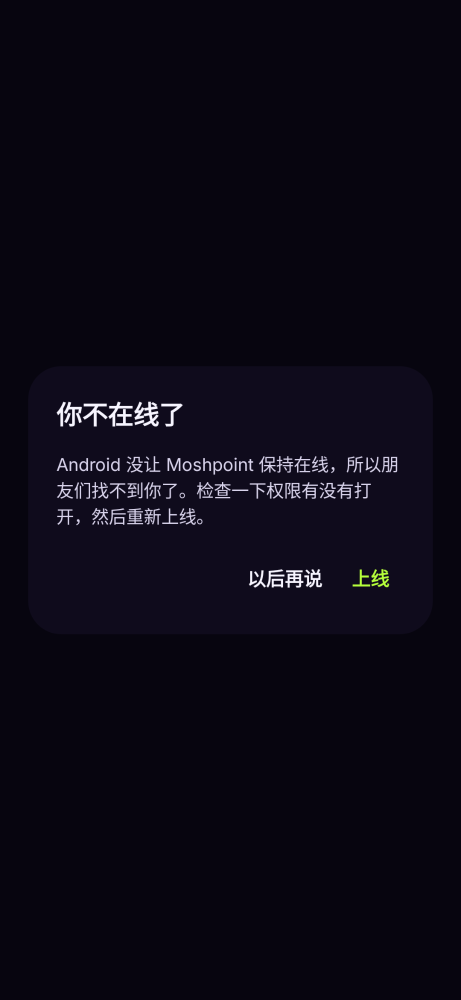 你不在线了
Android 没让 Moshpoint 保持在线，所以朋
友们找不到你了。检查一下权限有没有打
开，然后重新上线。
以后再说 上线